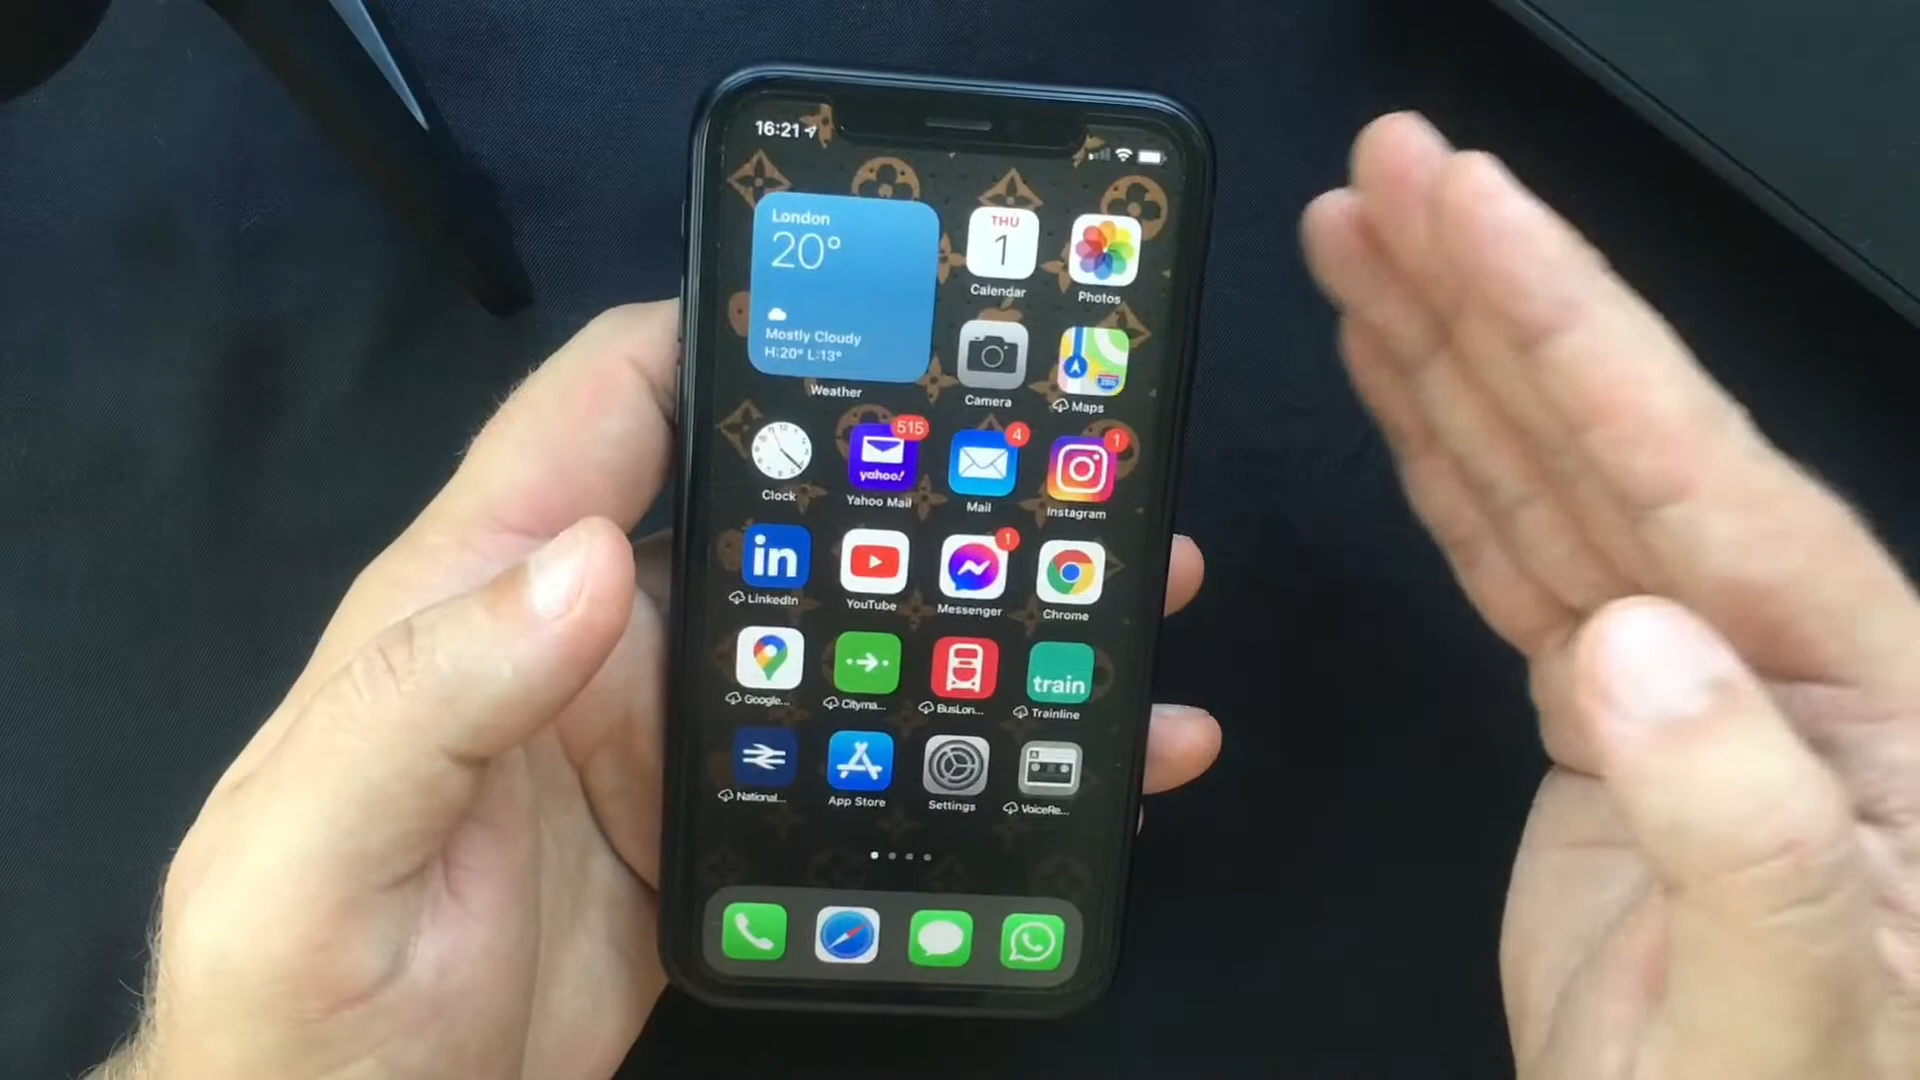 16:21
London
20°
Mostly Cloudy
H:20° L:13°
Weather
THU
1
Calendar
Photos
Camera
Maps
Clock
515
yahoo!
Yahoo Mail
4
Mail
1
Instagram
in
LinkedIn
YouTube
1
Messenger
Chrome
Google...
Cityma...
BusLon...
train
Trainline
National...
App Store
Settings
VoiceRe...